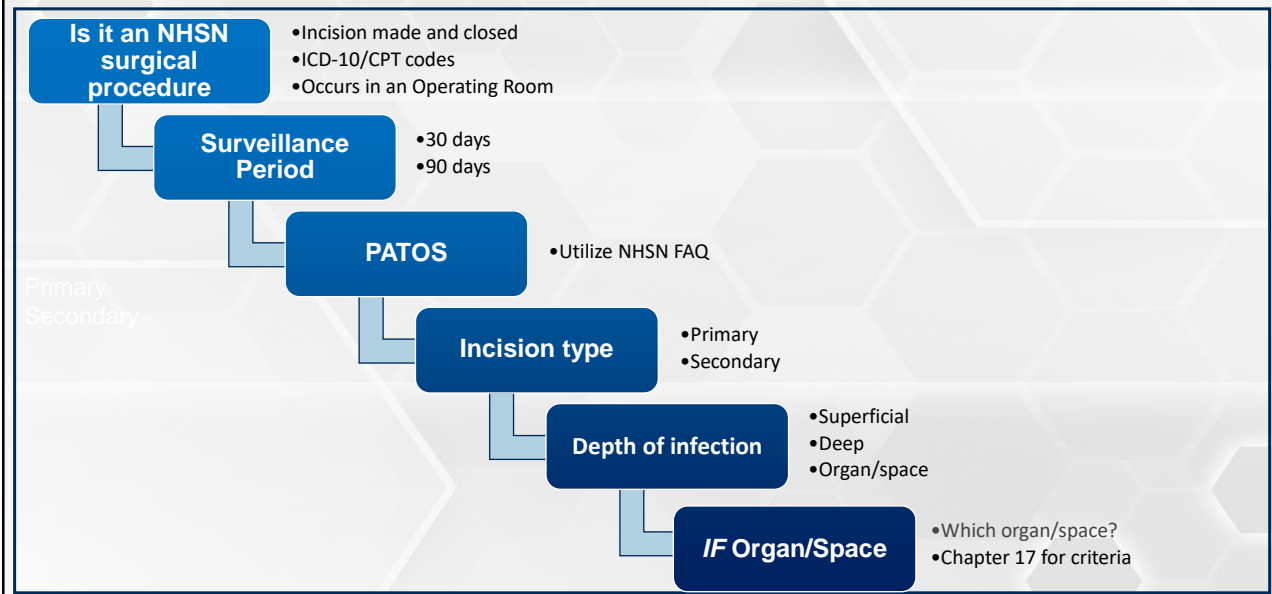 Is it an NHSN
surgical
procedure
•Incision made and closed
•ICD-10/CPT codes
•Occurs in an Operating Room
Surveillance
Period
•30 days
•90 days
PATOS
•Utilize NHSN FAQ
Primary
Secondary
Incision type
•Primary
•Secondary
Depth of infection
•Superficial
•Deep
•Organ/space
IF Organ/Space
•Which organ/space?
•Chapter 17 for criteria